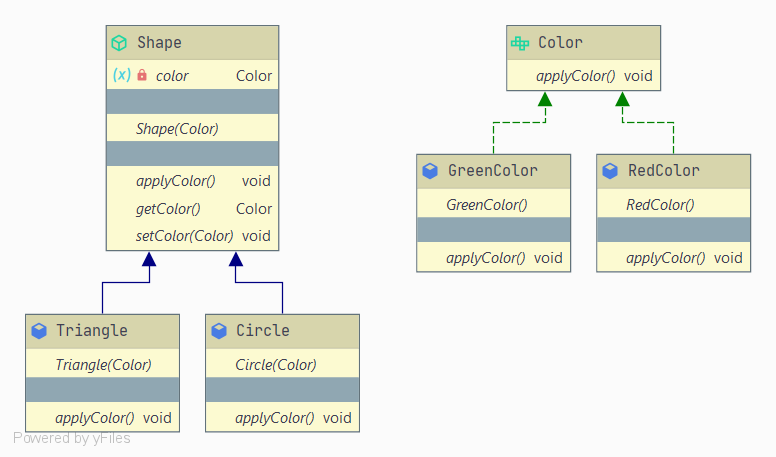 Shape
(x) color Color
Shape(Color)
applyColor() void
getColor() Color
setColor(Color) void
Color
applyColor() void
GreenColor
GreenColor()
applyColor() void
RedColor
RedColor()
applyColor() void
Triangle
Triangle(Color)
applyColor() void
Circle
Circle(Color)
applyColor() void
Powered by yFiles